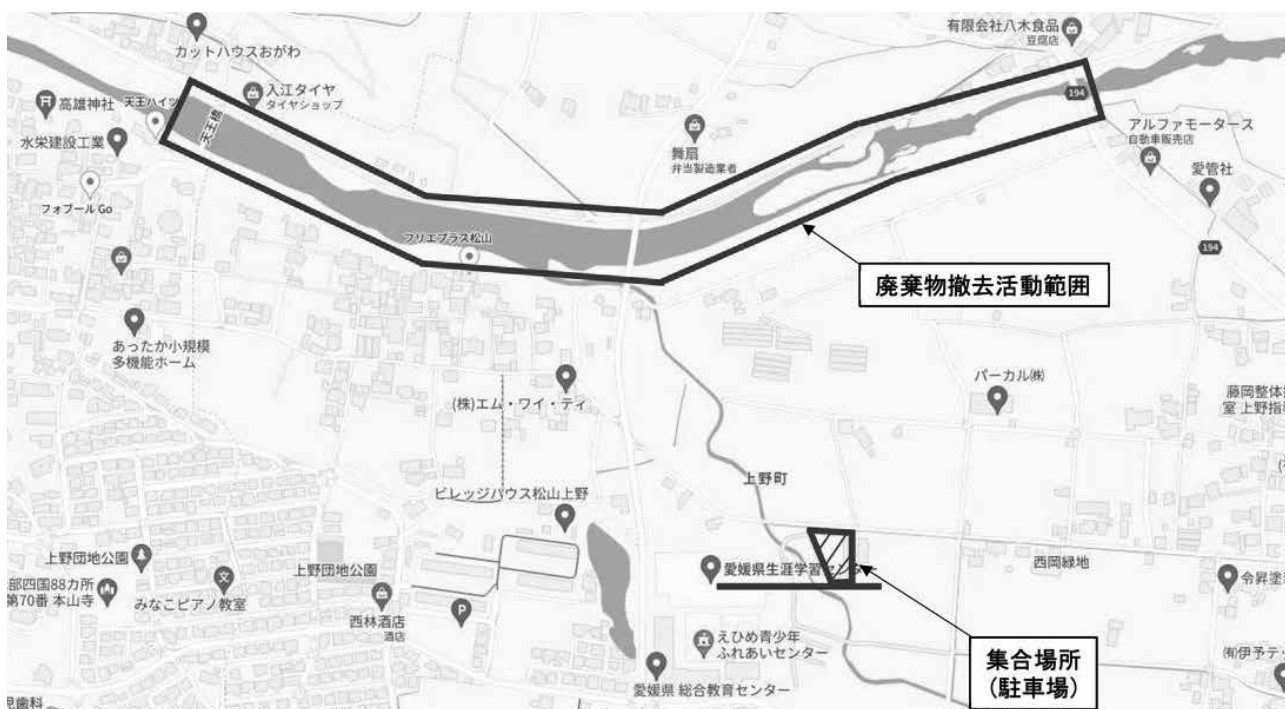 有限会社八木食品
豆腐店
カットハウスおがわ
入江タイヤ
タイヤショップ
高雄神社
天王ハイツ
天王橋
水栄建設工業
194
アルファモータース
自動車販売店
舞扇
弁当製造業者
愛管社
フォブールGo
フリエプラス松山
194
廃棄物撤去活動範囲
あったか小規模
多機能ホーム
(株)エム・ワイ・ティ
パーカル㈱
藤岡整体
室 上野指
上野町
ビレッジハウス松山上野
上野団地公園
上野団地公園
愛媛県生涯学習セ
西岡緑地
部四国88カ所
第70番 本山寺
みなこピアノ教室
西林酒店
酒店
P
令昇塗
えひめ青少年
ふれあいセンター
集合場所
(駐車場)
(有)伊予テッ
愛媛県 総合教育センター
児歯科